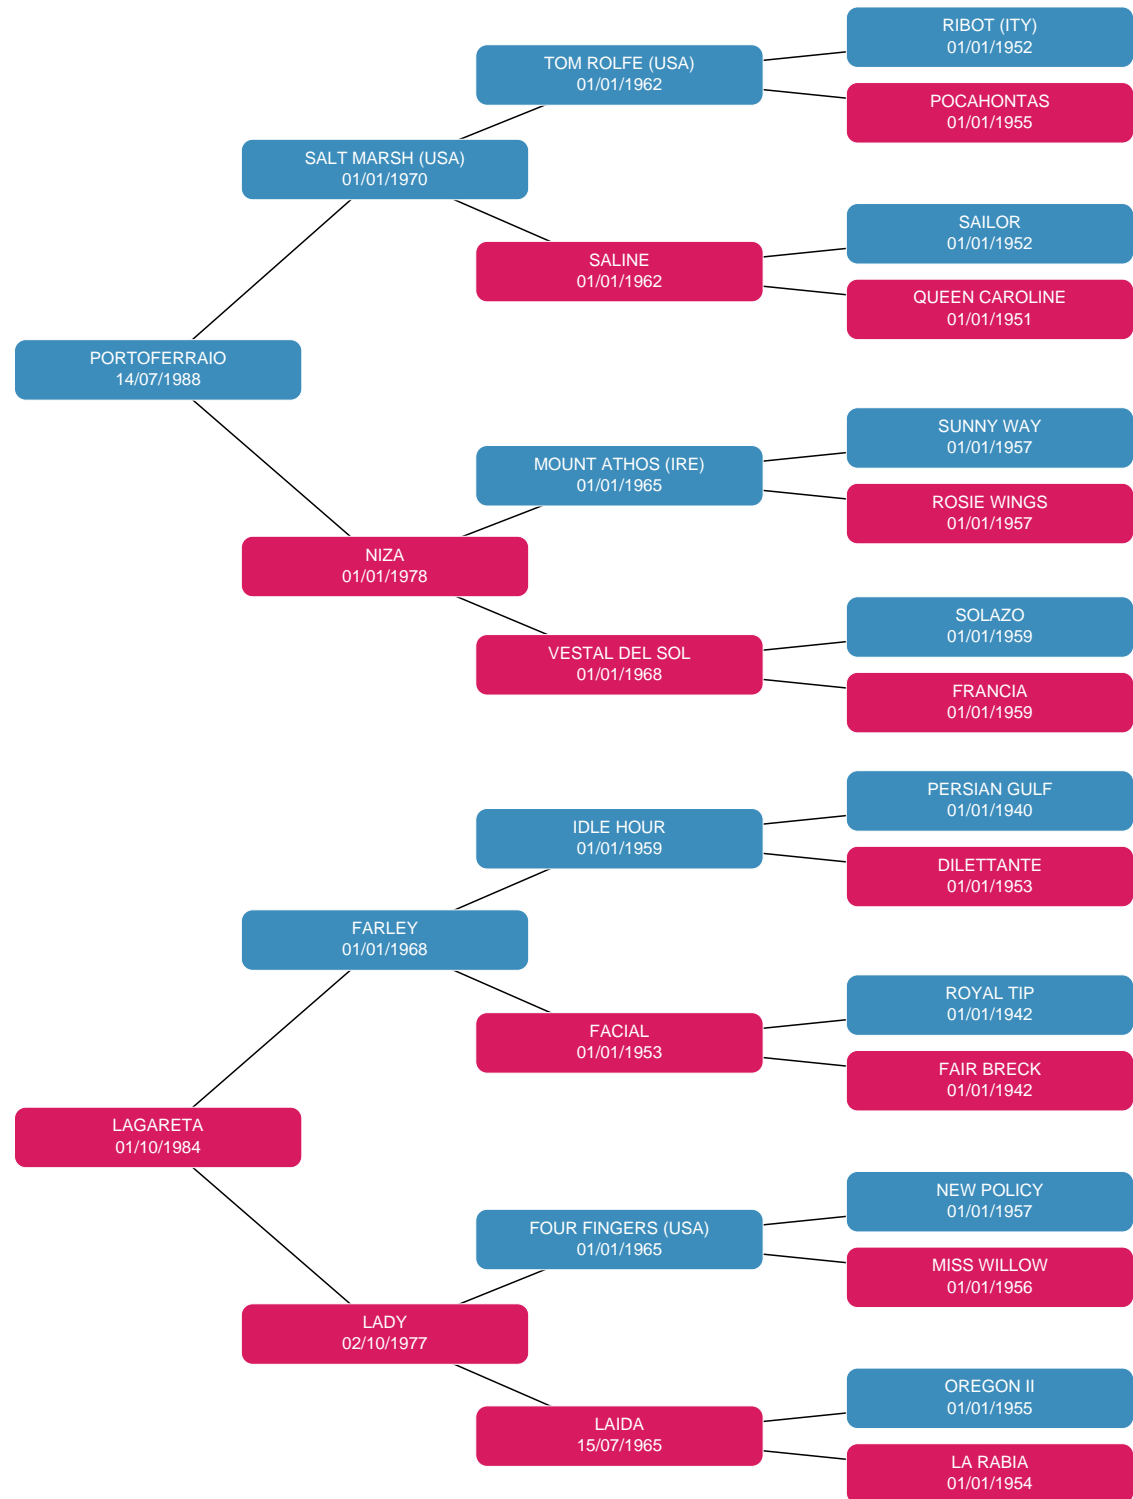 RIBOT (ITY)
01/01/1952
TOM ROLFE (USA)
01/01/1962
POCAHONTAS
01/01/1955
SALT MARSH (USA)
01/01/1970
SAILOR
01/01/1952
SALINE
01/01/1962
QUEEN CAROLINE
01/01/1951
PORTOFERRAIO
14/07/1988
SUNNY WAY
01/01/1957
MOUNT ATHOS (IRE)
01/01/1965
ROSIE WINGS
01/01/1957
NIZA
01/01/1978
SOLAZO
01/01/1959
VESTAL DEL SOL
01/01/1968
FRANCIA
01/01/1959
PERSIAN GULF
01/01/1940
IDLE HOUR
01/01/1959
DILETTANTE
01/01/1953
FARLEY
01/01/1968
ROYAL TIP
01/01/1942
FACIAL
01/01/1953
FAIR BRECK
01/01/1942
LAGARETA
01/10/1984
NEW POLICY
01/01/1957
FOUR FINGERS (USA)
01/01/1965
MISS WILLOW
01/01/1956
LADY
02/10/1977
OREGON II
01/01/1955
LAIDA
15/07/1965
LA RABIA
01/01/1954